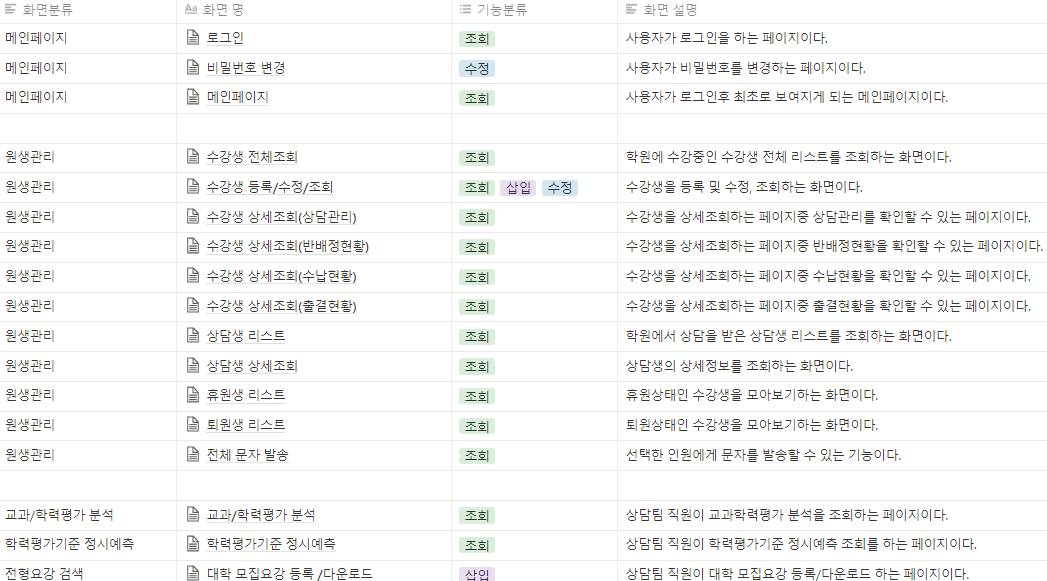 화면분류 Aa 화면 명 기능분류 화면 설명
메인페이지 로그인 조회 사용자가 로그인을 하는 페이지이다.
메인페이지 비밀번호 변경 수정 사용자가 비밀번호를 변경하는 페이지이다.
메인페이지 메인페이지 조회 사용자가 로그인후 최초로 보여지게 되는 메인페이지이다.
원생관리 수강생 전체조회 조회 학원에 수강중인 수강생 전체 리스트를 조회하는 화면이다.
원생관리 수강생 등록/수정/조회 조회 삽입 수정 수강생을 등록 및 수정, 조회하는 화면이다.
원생관리 수강생 상세조회(상담관리) 조회 수강생을 상세조회하는 페이지중 상담관리를 확인할 수 있는 페이지이다.
원생관리 수강생 상세조회(반배정현황) 조회 수강생을 상세조회하는 페이지중 반배정현황을 확인할 수 있는 페이지이다.
원생관리 수강생 상세조회(수납현황) 조회 수강생을 상세조회하는 페이지중 수납현황을 확인할 수 있는 페이지이다.
원생관리 수강생 상세조회(출결현황) 조회 수강생을 상세조회하는 페이지중 출결현황을 확인할 수 있는 페이지이다.
원생관리 상담생 리스트 조회 학원에서 상담을 받은 상담생 리스트를 조회하는 화면이다.
원생관리 상담생 상세조회 조회 상담생의 상세정보를 조회하는 화면이다.
원생관리 휴원생 리스트 조회 휴원상태인 수강생을 모아보기하는 화면이다.
원생관리 퇴원생 리스트 조회 퇴원상태인 수강생을 모아보기하는 화면이다.
원생관리 전체 문자 발송 조회 선택한 인원에게 문자를 발송할 수 있는 기능이다.
교과/학력평가 분석 교과/학력평가 분석 조회 상담팀 직원이 교과학력평가 분석을 조회하는 페이지이다.
학력평가기준 정시예측 학력평가기준 정시예측 조회 상담팀 직원이 학력평가기준 정시예측 조회를 하는 페이지이다.
전형요강 검색 대학 모집요강 등록 /다운로드 삽입 상담팀 직원이 대학 모집요강 등록/다운로드 하는 페이지이다.